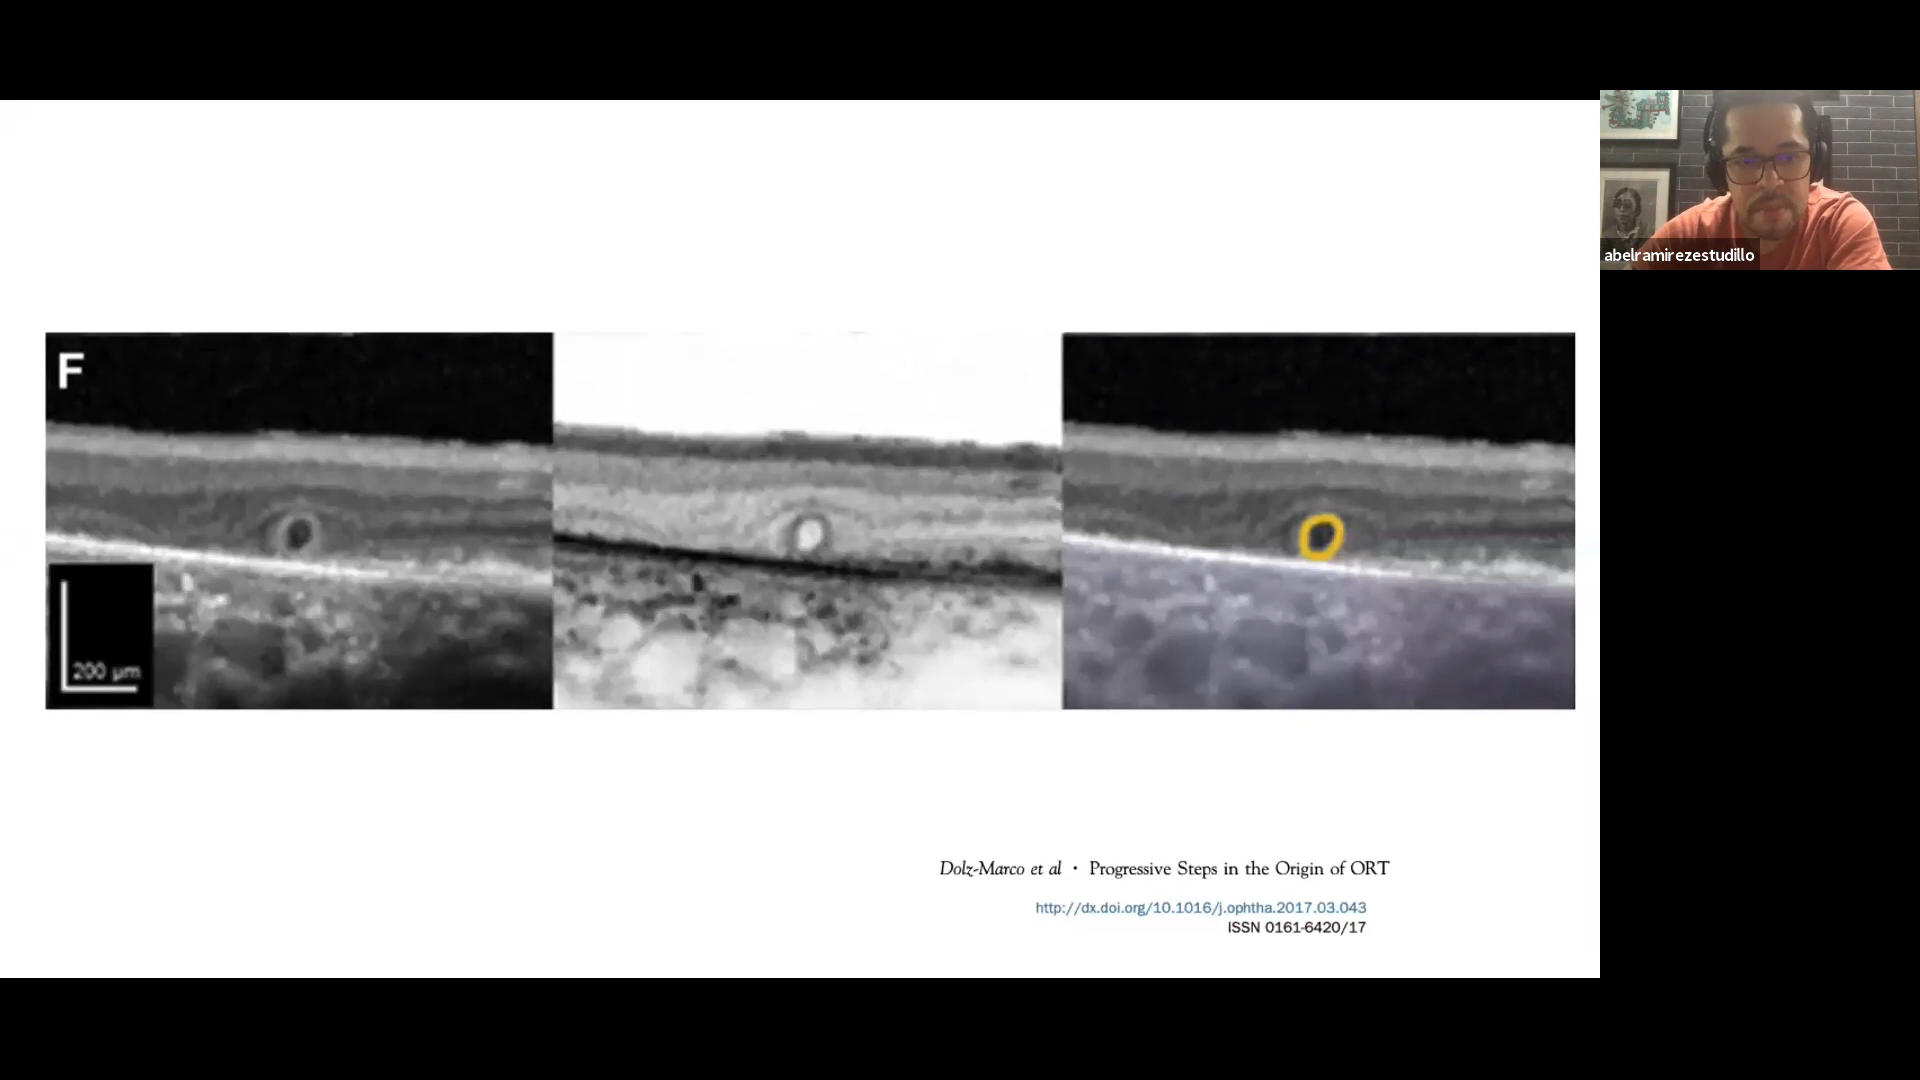 abelramirezestudillo
F
200 µm
Dolz-Marco et al • Progressive Steps in the Origin of ORT
http://dx.doi.org/10.1016/j.ophtha.2017.03.043
ISSN 0161-6420/17